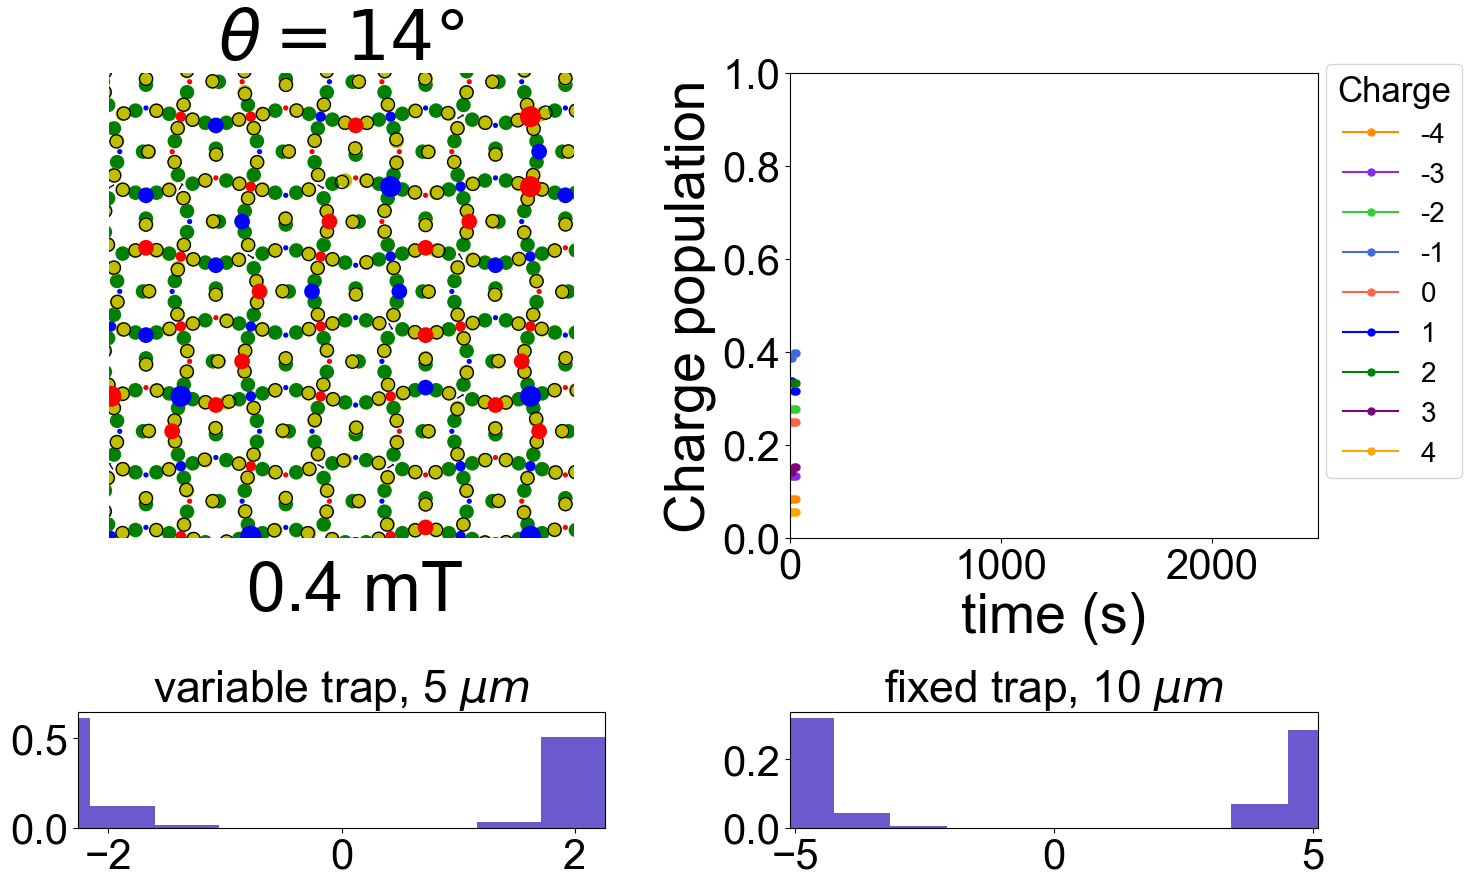 θ = 14°
0.4 mT
Charge population
1.0
0.8
0.6
0.4
0.2
0.0
0 1000 2000
time (s)
Charge
-4
-3
-2
-1
0
1
2
3
4
variable trap, 5 μm
0.5
0.0
−2 0 2
fixed trap, 10 μm
0.2
0.0
−5 0 5